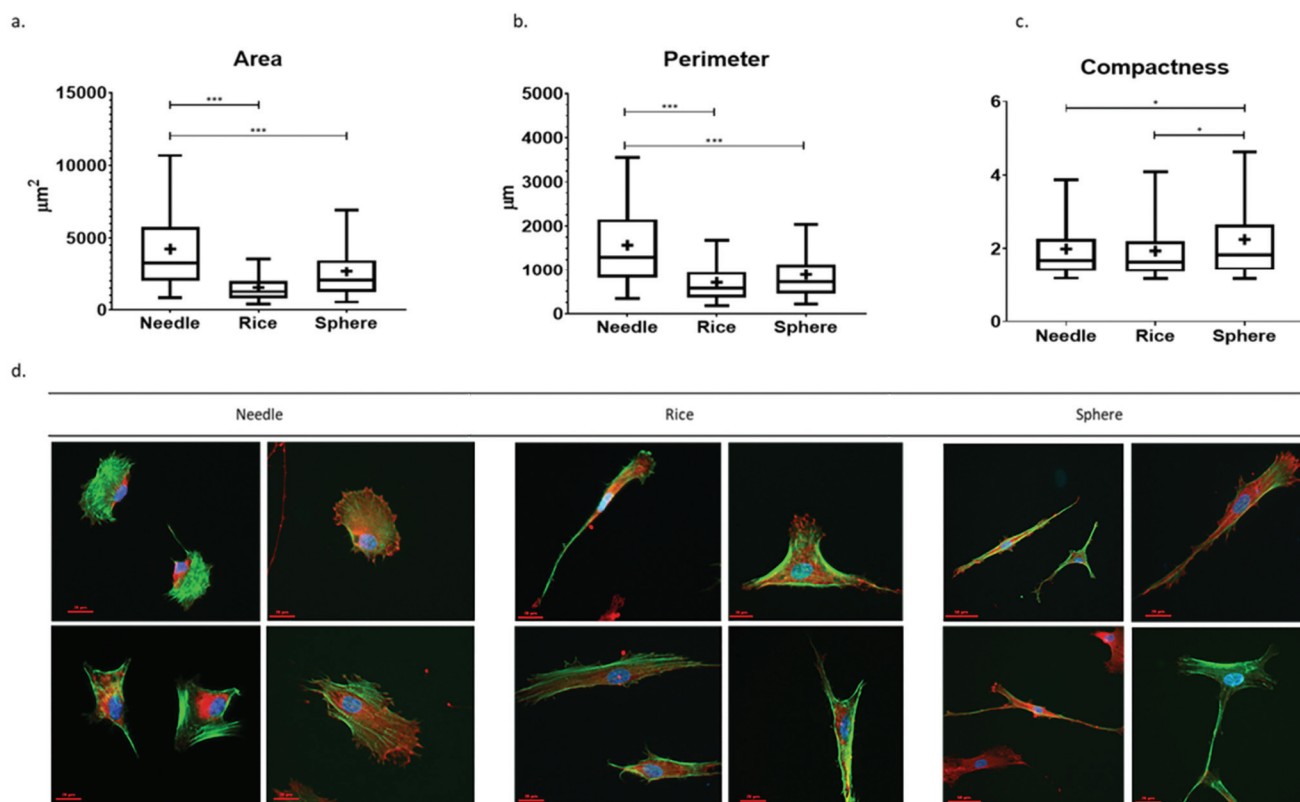 a.
b.
c.
Area
Perimeter
Compactness
15000
10000
5000
0
μm²
***
***
Needle
Rice
Sphere
5000
4000
3000
2000
1000
0
μm
***
***
Needle
Rice
Sphere
6
4
2
0
*
*
Needle
Rice
Sphere
d.
Needle
Rice
Sphere